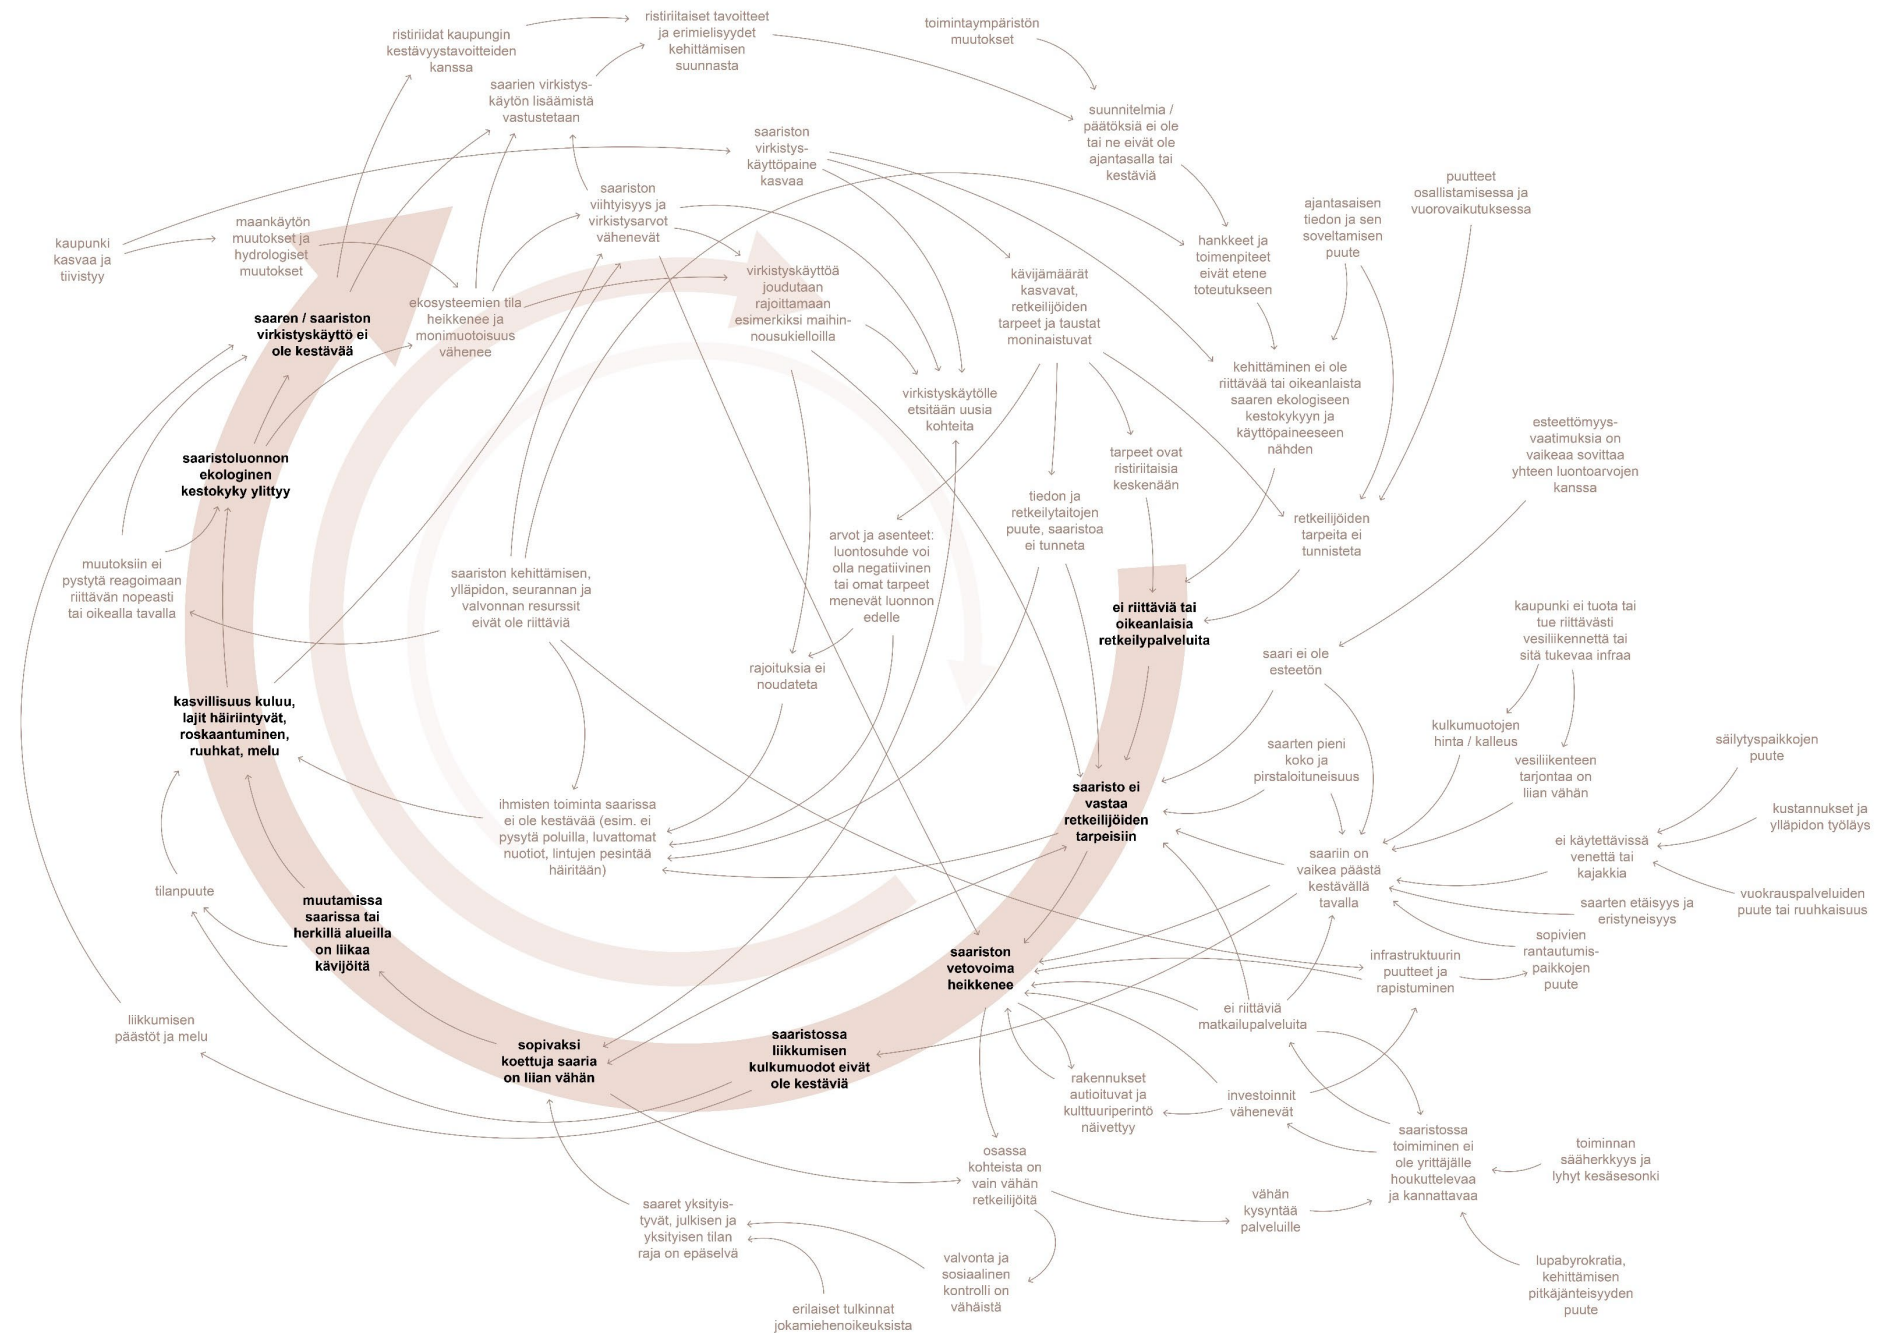 ristiriidat kaupungin
kestävyystavoitteiden
kanssa
ristiriitaiset tavoitteet
ja erimielisyydet
kehittämisen
suunnasta
toimintaympäristön
muutokset
saarien virkistys-
käytön lisäämistä
vastustetaan
saariston
virkistys-
käyttöpaine
kasvaa
suunnitelmia /
päätöksiä ei ole
tai ne eivät ole
ajantasalla tai
kestäviä
puutteet
osallistamisessa ja
vuorovaikutuksessa
ajantasaisen
tiedon ja sen
soveltamisen
puute
saariston
viihtyisyys ja
virkistysarvot
vähenevät
maankäytön
muutokset ja
hydrologiset
muutokset
kaupunki
kasvaa ja
tiivistyy
hankkeet ja
toimenpiteet
eivät etene
toteutukseen
virkistyskäyttöä
joudutaan
rajoittamaan
esimerkiksi maihin-
nousukielloilla
kävijämäärät
kasvavat,
retkeilijöiden
tarpeet ja taustat
moninaistuvat
ekosysteemien tila
heikkenee ja
monimuotoisuus
vähenee
saaren / saariston
virkistyskäyttö ei
ole kestävää
kehittäminen ei ole
riittävää tai oikeanlaista
saaren ekologiseen
kestokykyyn ja
käyttöpaineeseen
nähden
virkistyskäytölle
etsitään uusia
kohteita
esteettömyys-
vaatimuksia on
vaikeaa sovittaa
yhteen luontoarvojen
kanssa
saaristoluonnon
ekologinen
kestokyky ylittyy
tarpeet ovat
ristiriitaisia
keskenään
tiedon ja
retkeilytaitojen
puute, saaristoa
ei tunneta
retkeilijöiden
tarpeita ei
tunnisteta
arvot ja asenteet:
luontosuhde voi
olla negatiivinen
tai omat tarpeet
menevät luonnon
edelle
muutoksiin ei
pystytä reagoimaan
riittävän nopeasti
tai oikealla tavalla
saariston kehittämisen,
ylläpidon, seurannan ja
valvonnan resurssit
eivät ole riittäviä
ei riittäviä tai
oikeanlaisia
retkeilypalveluita
kaupunki ei tuota tai
tue riittävästi
vesiliikennettä tai
sitä tukevaa infraa
saari ei ole
esteetön
rajoituksia ei
noudateta
kasvillisuus kuluu,
lajit häiriintyvät,
roskaantuminen,
ruuhkat, melu
kulkumuotojen
hinta / kalleus
saarten pieni
koko ja
pirstaloituneisuus
säilytyspaikkojen
puute
vesiliikenteen
tarjontaa on
liian vähän
saaristo ei
vastaa
retkeilijöiden
tarpeisiin
ihmisten toiminta saarissa
ei ole kestävää (esim. ei
pysytä poluilla, luvattomat
nuotiot, lintujen pesintää
häiritään)
kustannukset ja
ylläpidon työläys
ei käytettävissä
venettä tai
kajakkia
saariin on
vaikea päästä
kestävällä
tavalla
tilanpuute
vuokrauspalveluiden
puute tai ruuhkaisuus
muutamissa
saarissa tai
herkillä alueilla
on liikaa
kävijöitä
saarten etäisyys ja
eristyneisyys
sopivien
rantautumis-
paikkojen
puute
saariston
vetovoima
heikkenee
infrastruktuurin
puutteet ja
rapistuminen
ei riittäviä
matkailupalveluita
liikkumisen
päästöt ja melu
saaristossa
liikkumisen
kulkumuodot eivät
ole kestäviä
sopivaksi
koettuja saaria
on liian vähän
rakennukset
autioituvat ja
kulttuuriperintö
näivettyy
investoinnit
vähenevät
saaristossa
toimiminen ei
ole yrittäjälle
houkuttelevaa
ja kannattavaa
toiminnan
sääherkkyys ja
lyhyt kesäsesonki
osassa
kohteista on
vain vähän
retkeilijöitä
vähän
kysyntää
palveluille
saaret yksityis-
tyvät, julkisen ja
yksityisen tilan
raja on epäselvä
valvonta ja
sosiaalinen
kontrolli on
vähäistä
lupabyrokratia,
kehittämisen
pitkäjänteisyyden
puute
erilaiset tulkinnat
jokamiehenoikeuksista